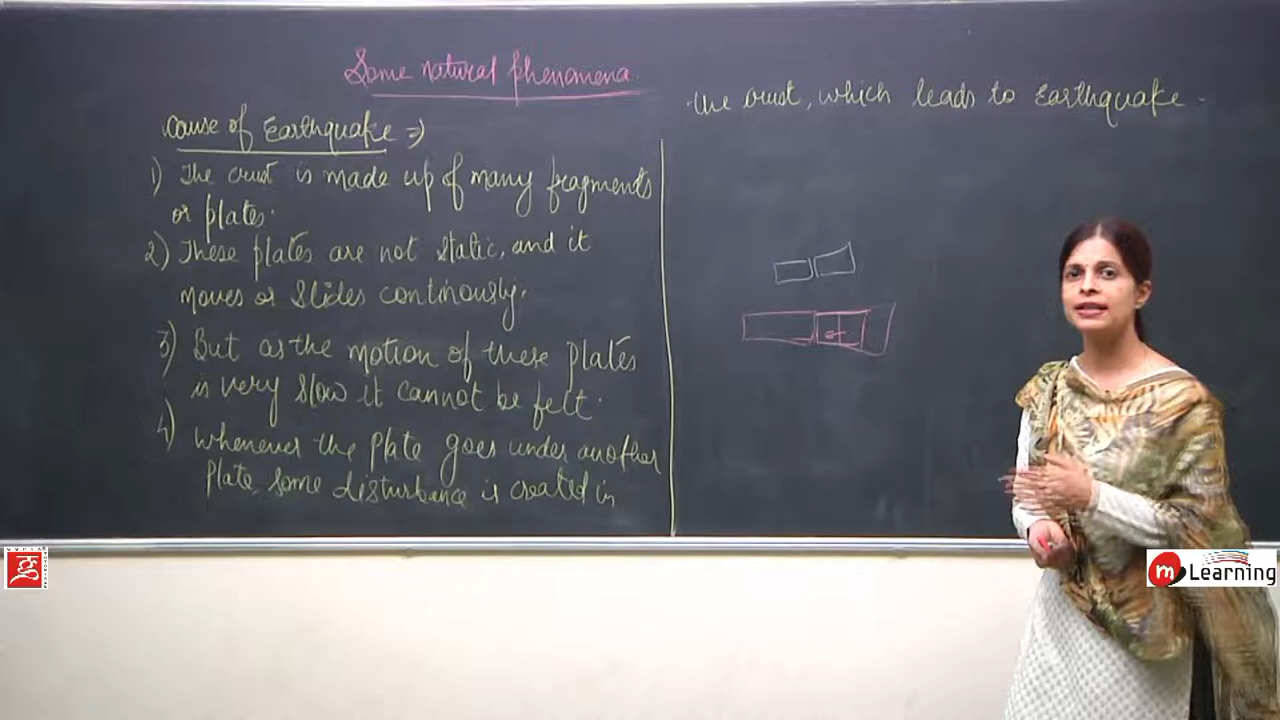 Some natural phenomena.
Cause of Earthquake ⇒
1) The crust is made up of many fragments
or plates.
2) These plates are not static, and it
moves or slides continously.
3) But as the motion of these plates
is very slow it cannot be felt.
4) Whenever the plate goes under another
plate, some disturbance is created in
the crust, which leads to Earthquake.
m Learning